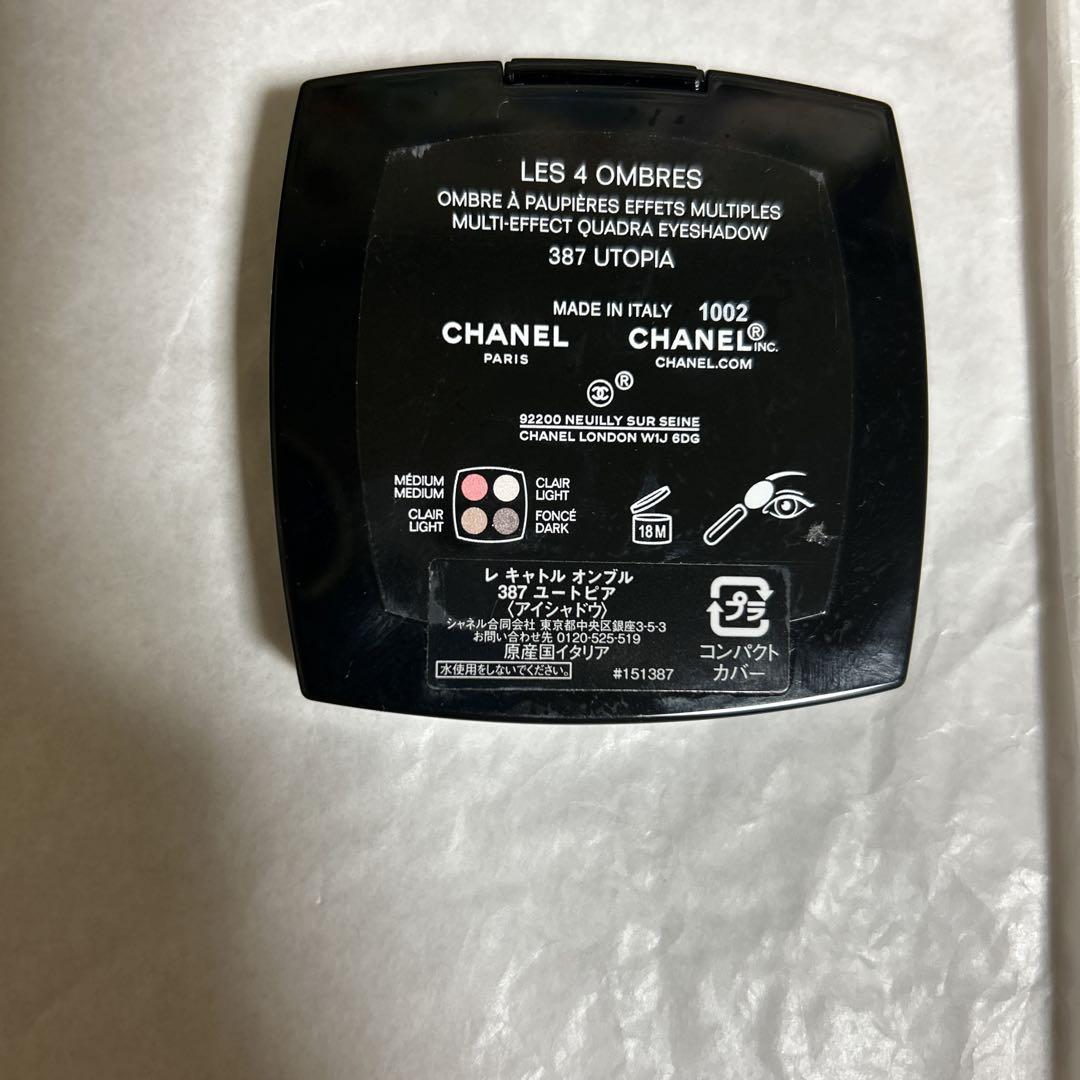 LES 4 OMBRES
OMBRE À PAUPIÈRES EFFETS MULTIPLES
MULTI-EFFECT QUADRA EYESHADOW
387 UTOPIA
MADE IN ITALY 1002
CHANEL
PARIS
CHANEL® INC.
CHANEL.COM
®
92200 NEUILLY SUR SEINE
CHANEL LONDON W1J 6DG
MÉDIUM
MEDIUM
CLAIR
LIGHT
CLAIR
LIGHT
FONCÉ
DARK
18M
レ キャトル オンブル
387 ユートピア
〈アイシャドウ〉
シャネル合同会社 東京都中央区銀座3-5-3
お問い合わせ先 0120-525-519
原産国イタリア
水使用をしないでください。
#151387
プラ
コンパクト
カバー